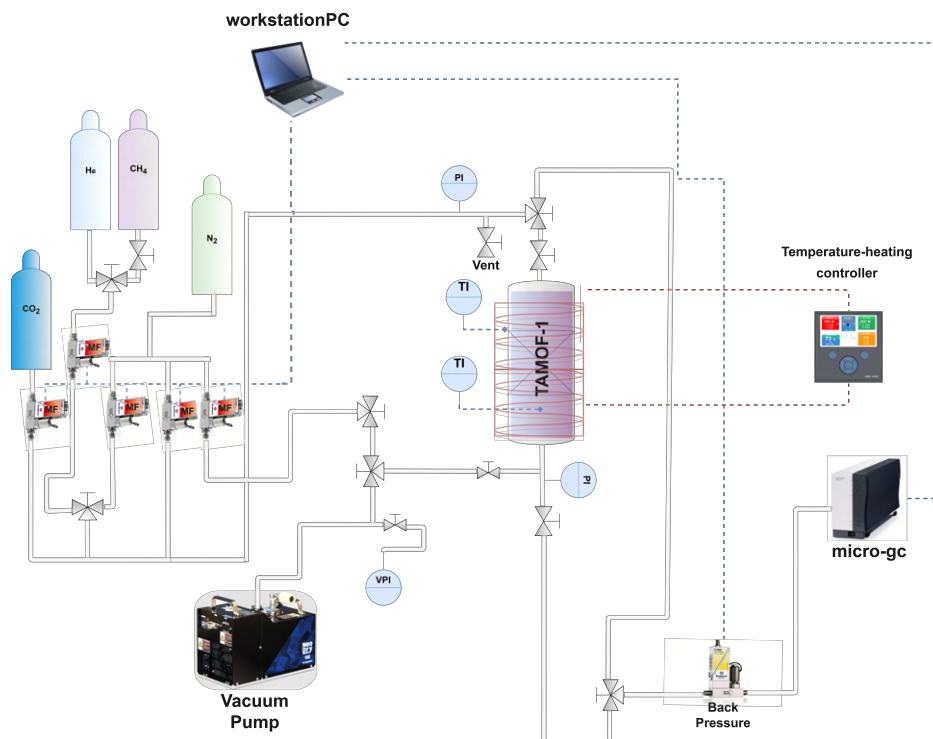 workstationPC
He
CH₄
N₂
CO₂
PI
Vent
TI
TI
TAMOF-1
Temperature-heating
controller
MF
MF
MF
MF
MF
PI
VPI
micro-gc
Vacuum
Pump
Back
Pressure